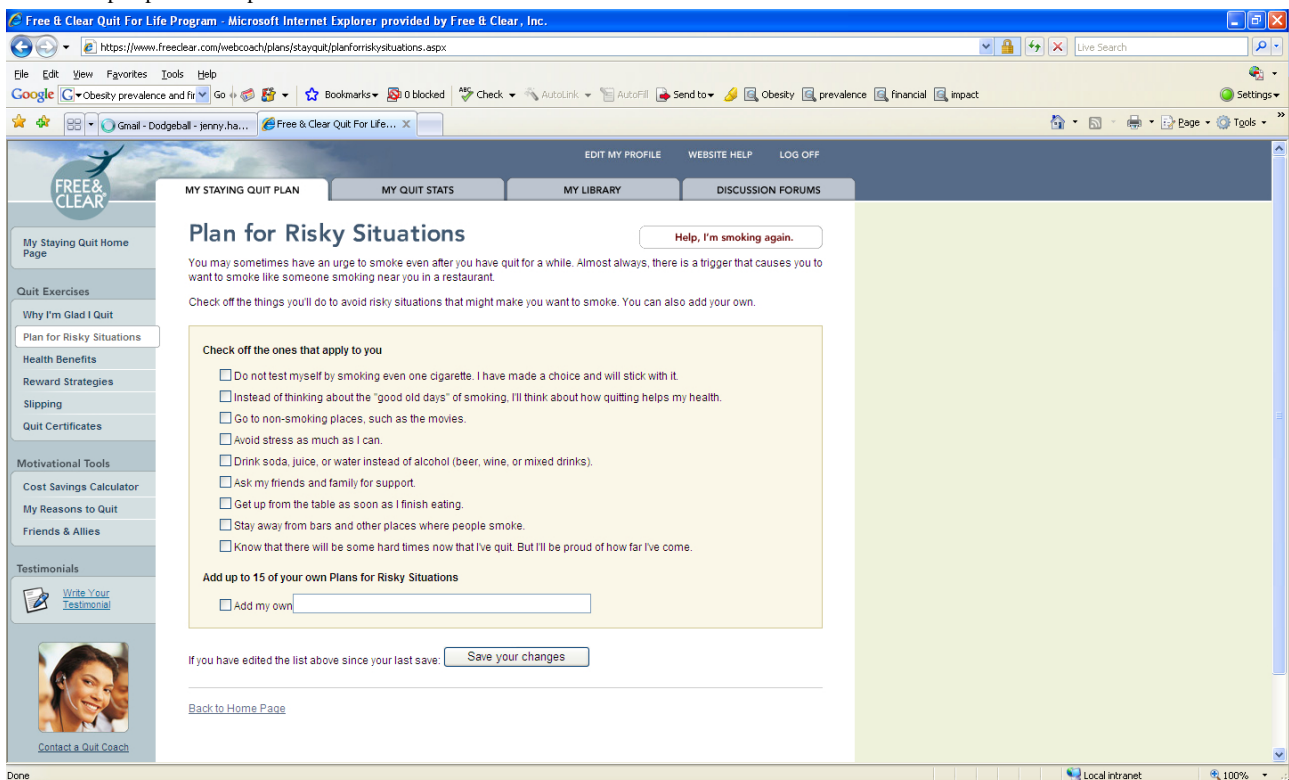 Free & Clear Quit For Life Program - Microsoft Internet Explorer provided by Free & Clear, Inc.
https://www.freeclear.com/webcoach/plans/stayquit/planforriskysituations.aspx
Live Search
File Edit View Favorites Tools Help
Google Obesity prevalence and fir Go Bookmarks 0 blocked Check AutoLink AutoFill Send to Obesity prevalence financial impact Settings
Gmail - Dodgeball - jenny.ha... Free & Clear Quit For Life... Page Tools
EDIT MY PROFILE WEBSITE HELP LOG OFF
FREE & CLEAR
MY STAYING QUIT PLAN MY QUIT STATS MY LIBRARY DISCUSSION FORUMS
My Staying Quit Home Page
Quit Exercises
Why I'm Glad I Quit
Plan for Risky Situations
Health Benefits
Reward Strategies
Slipping
Quit Certificates
Motivational Tools
Cost Savings Calculator
My Reasons to Quit
Friends & Allies
Testimonials
Write Your
Testimonial
Contact a Quit Coach
Plan for Risky Situations
Help, I'm smoking again.
You may sometimes have an urge to smoke even after you have quit for a while. Almost always, there is a trigger that causes you to
want to smoke like someone smoking near you in a restaurant.
Check off the things you'll do to avoid risky situations that might make you want to smoke. You can also add your own.
Check off the ones that apply to you
Do not test myself by smoking even one cigarette. I have made a choice and will stick with it.
Instead of thinking about the "good old days" of smoking, I'll think about how quitting helps my health.
Go to non-smoking places, such as the movies.
Avoid stress as much as I can.
Drink soda, juice, or water instead of alcohol (beer, wine, or mixed drinks).
Ask my friends and family for support.
Get up from the table as soon as I finish eating.
Stay away from bars and other places where people smoke.
Know that there will be some hard times now that I've quit. But I'll be proud of how far I've come.
Add up to 15 of your own Plans for Risky Situations
Add my own
If you have edited the list above since your last save: Save your changes
Back to Home Page
Done Local intranet 100%